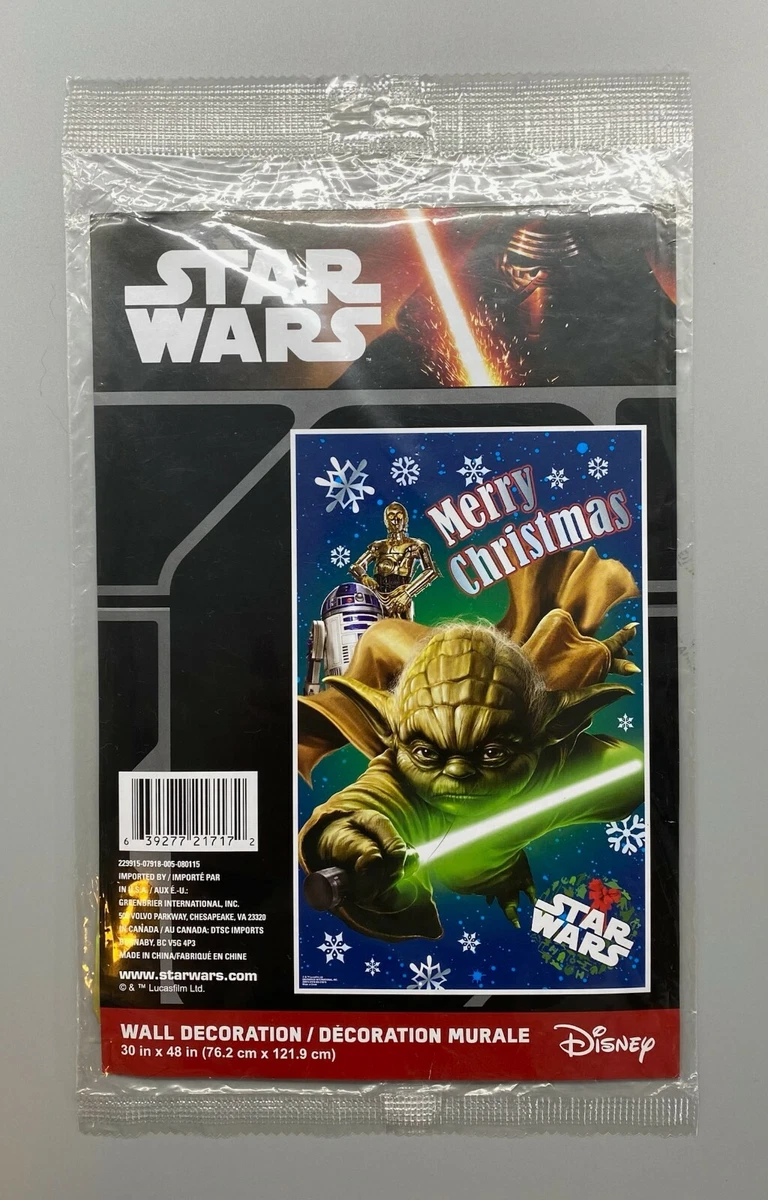 STAR
WARS
Merry
Christmas
STAR
WARS
6 39277 21717 2
229915-07918-005-080115
IMPORTED BY / IMPORTÉ PAR
IN U.S.A. / AUX É.-U.:
GREENBRIER INTERNATIONAL, INC.
500 VOLVO PARKWAY, CHESAPEAKE, VA 23320
IN CANADA / AU CANADA: DTSC IMPORTS
BURNABY, BC V5G 4P3
MADE IN CHINA/FABRIQUÉ EN CHINE
www.starwars.com
© & ™ Lucasfilm Ltd.
WALL DECORATION / DÉCORATION MURALE
30 in x 48 in (76.2 cm x 121.9 cm)
Disney